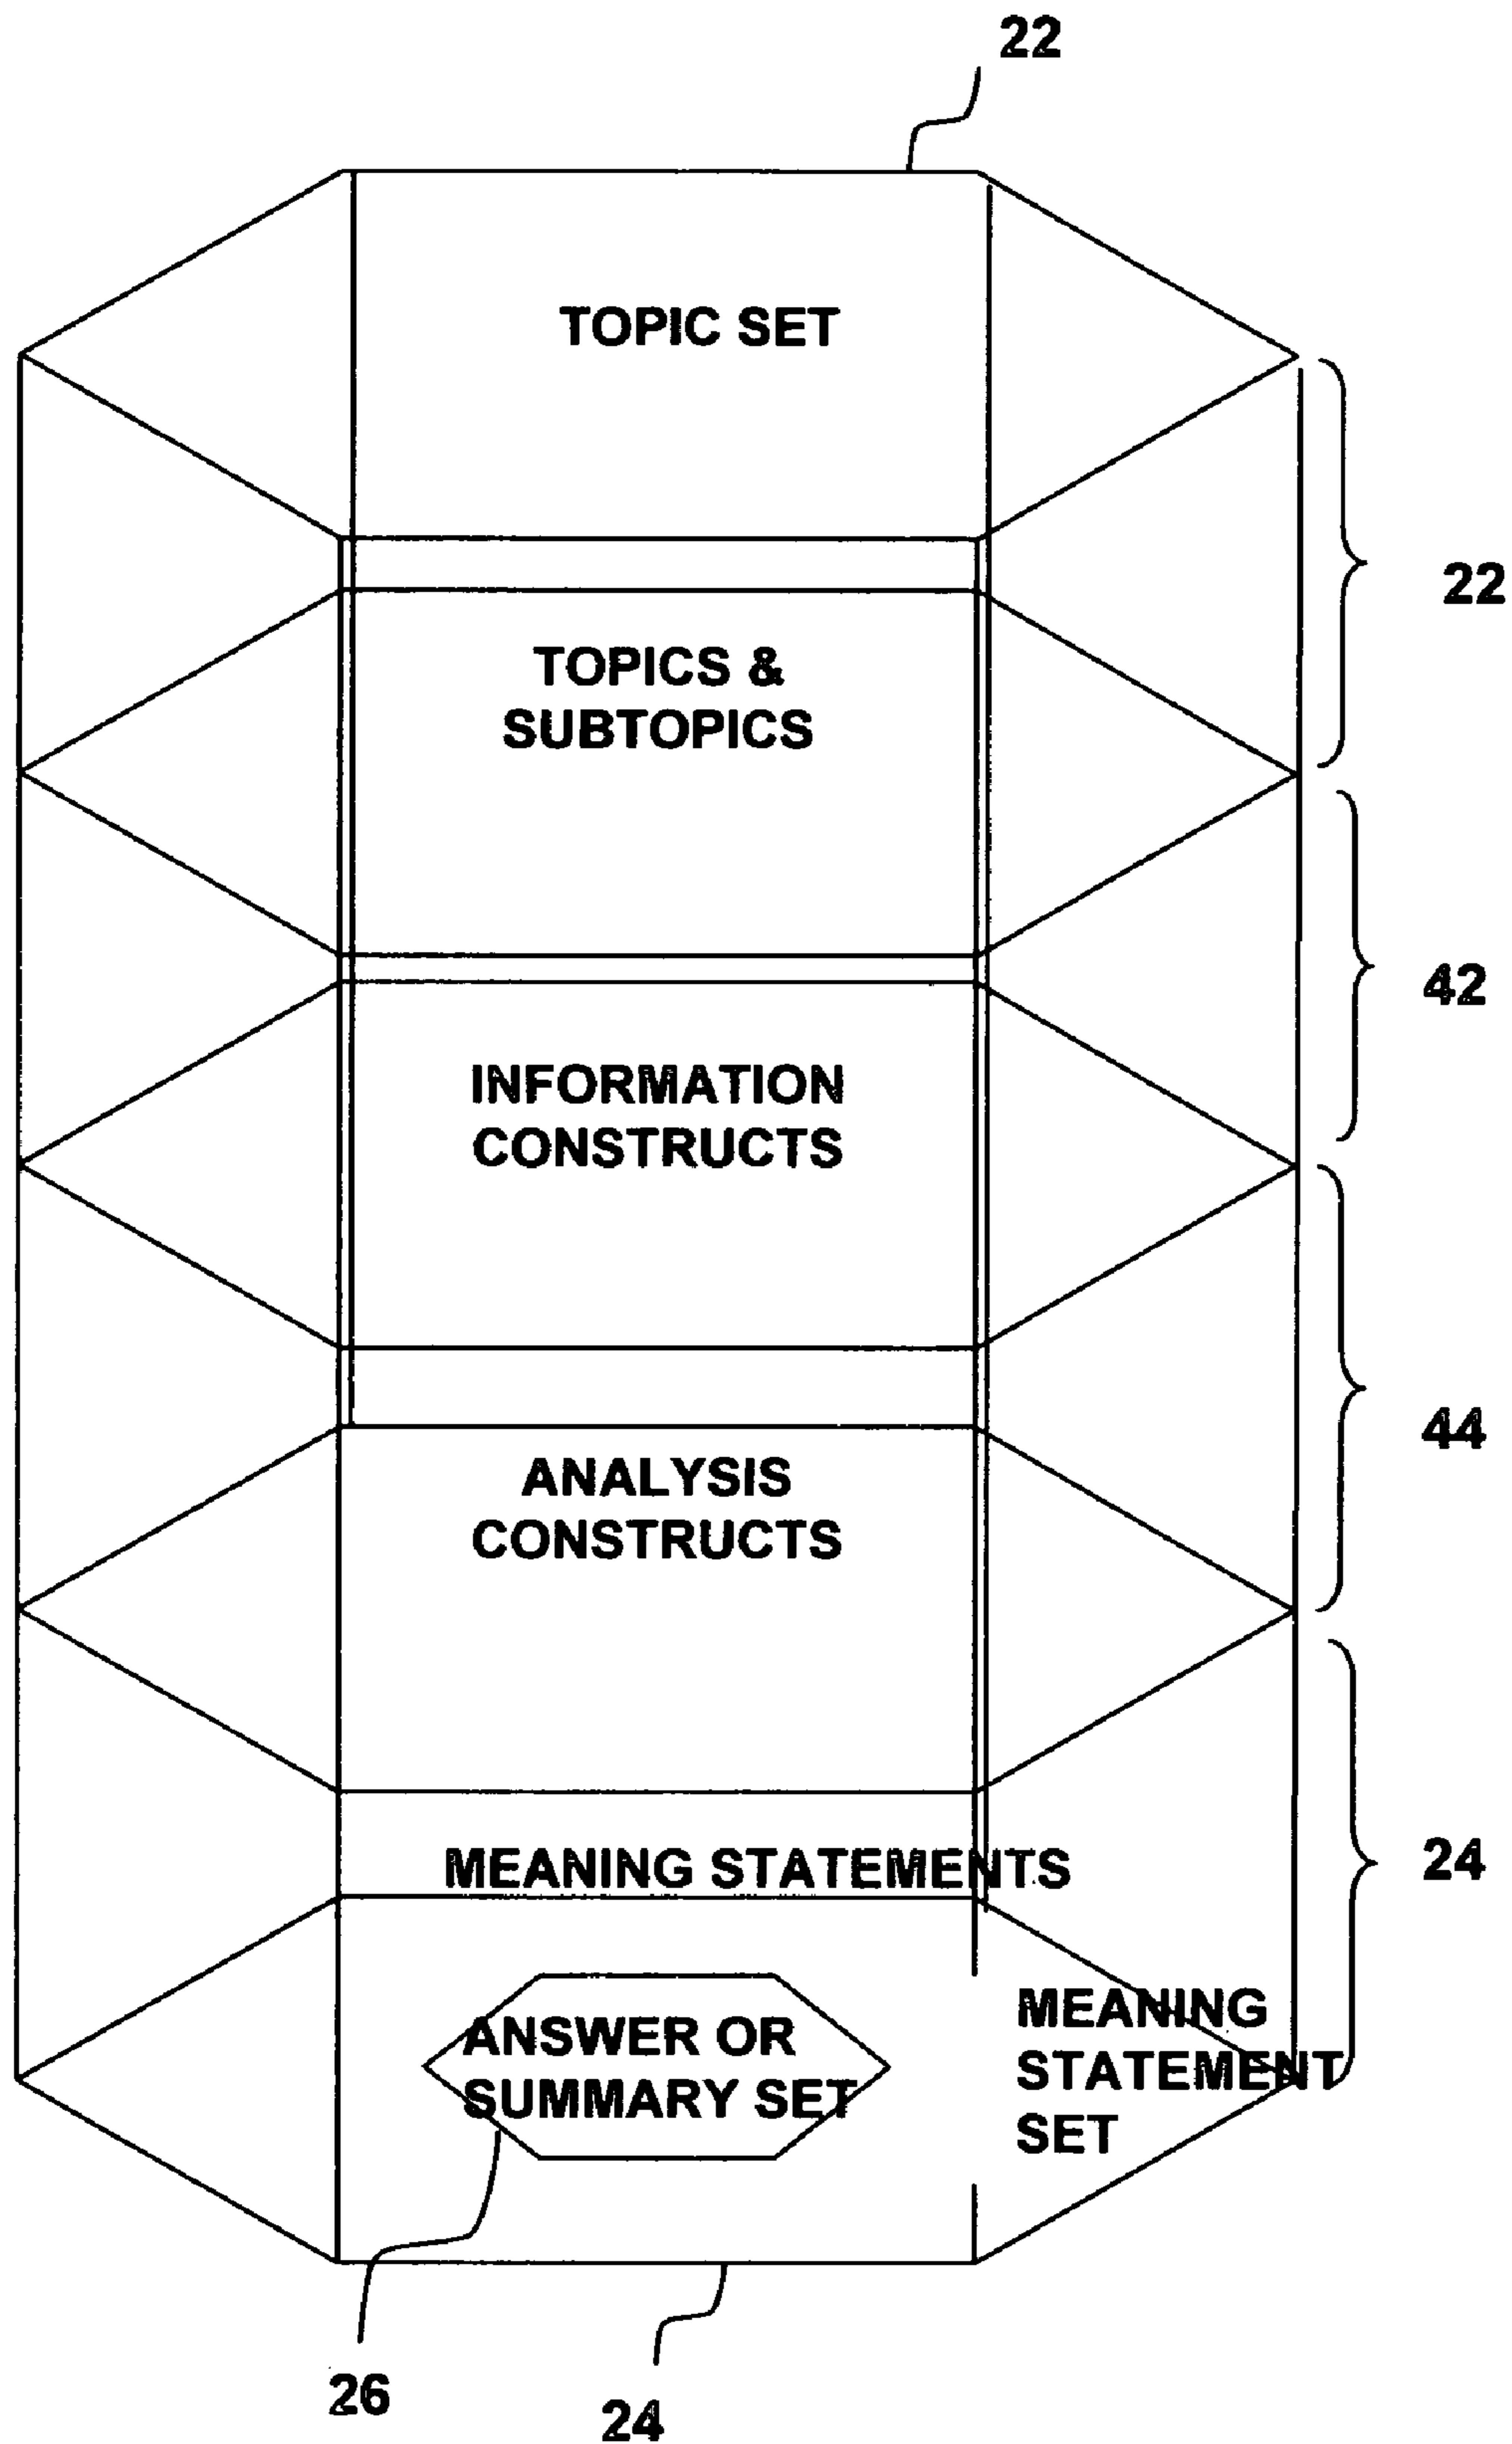 22
TOPIC SET
22
TOPICS &
SUBTOPICS
42
INFORMATION
CONSTRUCTS
44
ANALYSIS
CONSTRUCTS
24
MEANING STATEMENTS
MEANING
STATEMENT
SET
ANSWER OR
SUMMARY SET
26
24